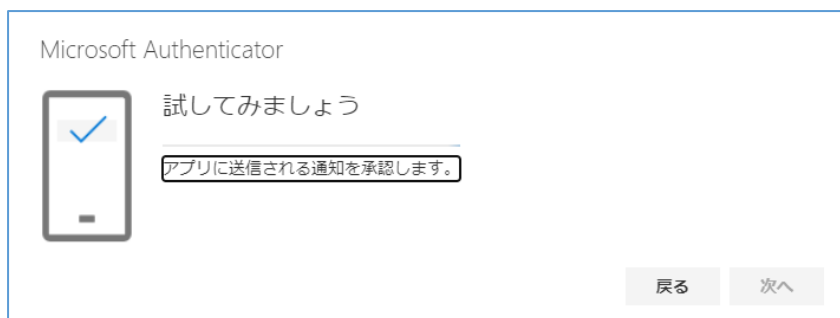 Microsoft Authenticator
試してみましょう
アプリに送信される通知を承認します。
戻る
次へ